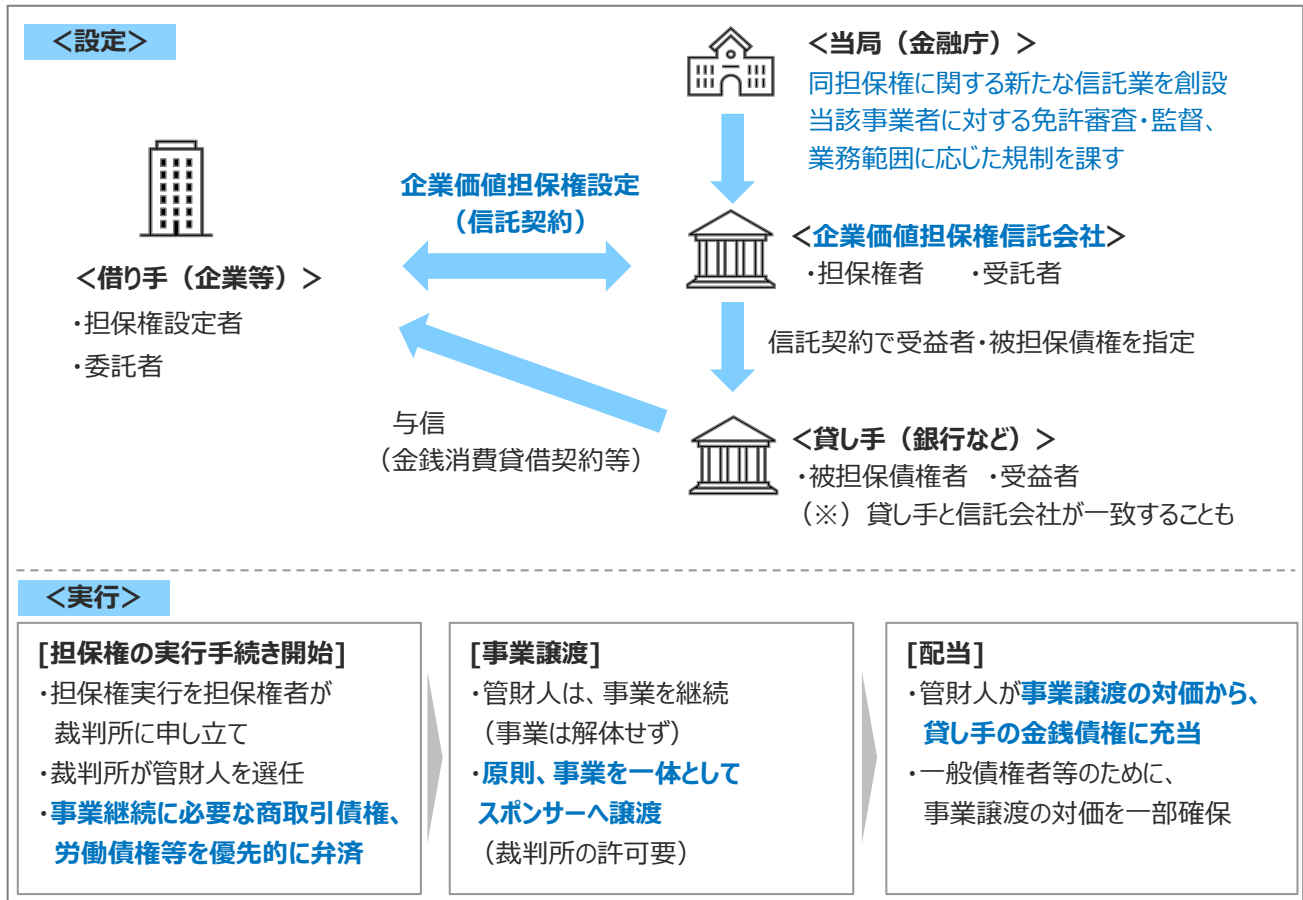 <設定>
<当局（金融庁）>
同担保権に関する新たな信託業を創設
当該事業者に対する免許審査・監督、
業務範囲に応じた規制を課す
企業価値担保権設定
（信託契約）
<企業価値担保権信託会社>
・担保権者　・受託者
<借り手（企業等）>
・担保権設定者
・委託者
信託契約で受益者・被担保債権を指定
与信
（金銭消費貸借契約等）
<貸し手（銀行など）>
・被担保債権者　・受益者
（※）貸し手と信託会社が一致することも
<実行>
[担保権の実行手続き開始]
・担保権実行を担保権者が
裁判所に申し立て
・裁判所が管財人を選任
・事業継続に必要な商取引債権、
労働債権等を優先的に弁済
[事業譲渡]
・管財人は、事業を継続
（事業は解体せず）
・原則、事業を一体として
スポンサーへ譲渡
（裁判所の許可要）
[配当]
・管財人が事業譲渡の対価から、
貸し手の金銭債権に充当
・一般債権者等のために、
事業譲渡の対価を一部確保